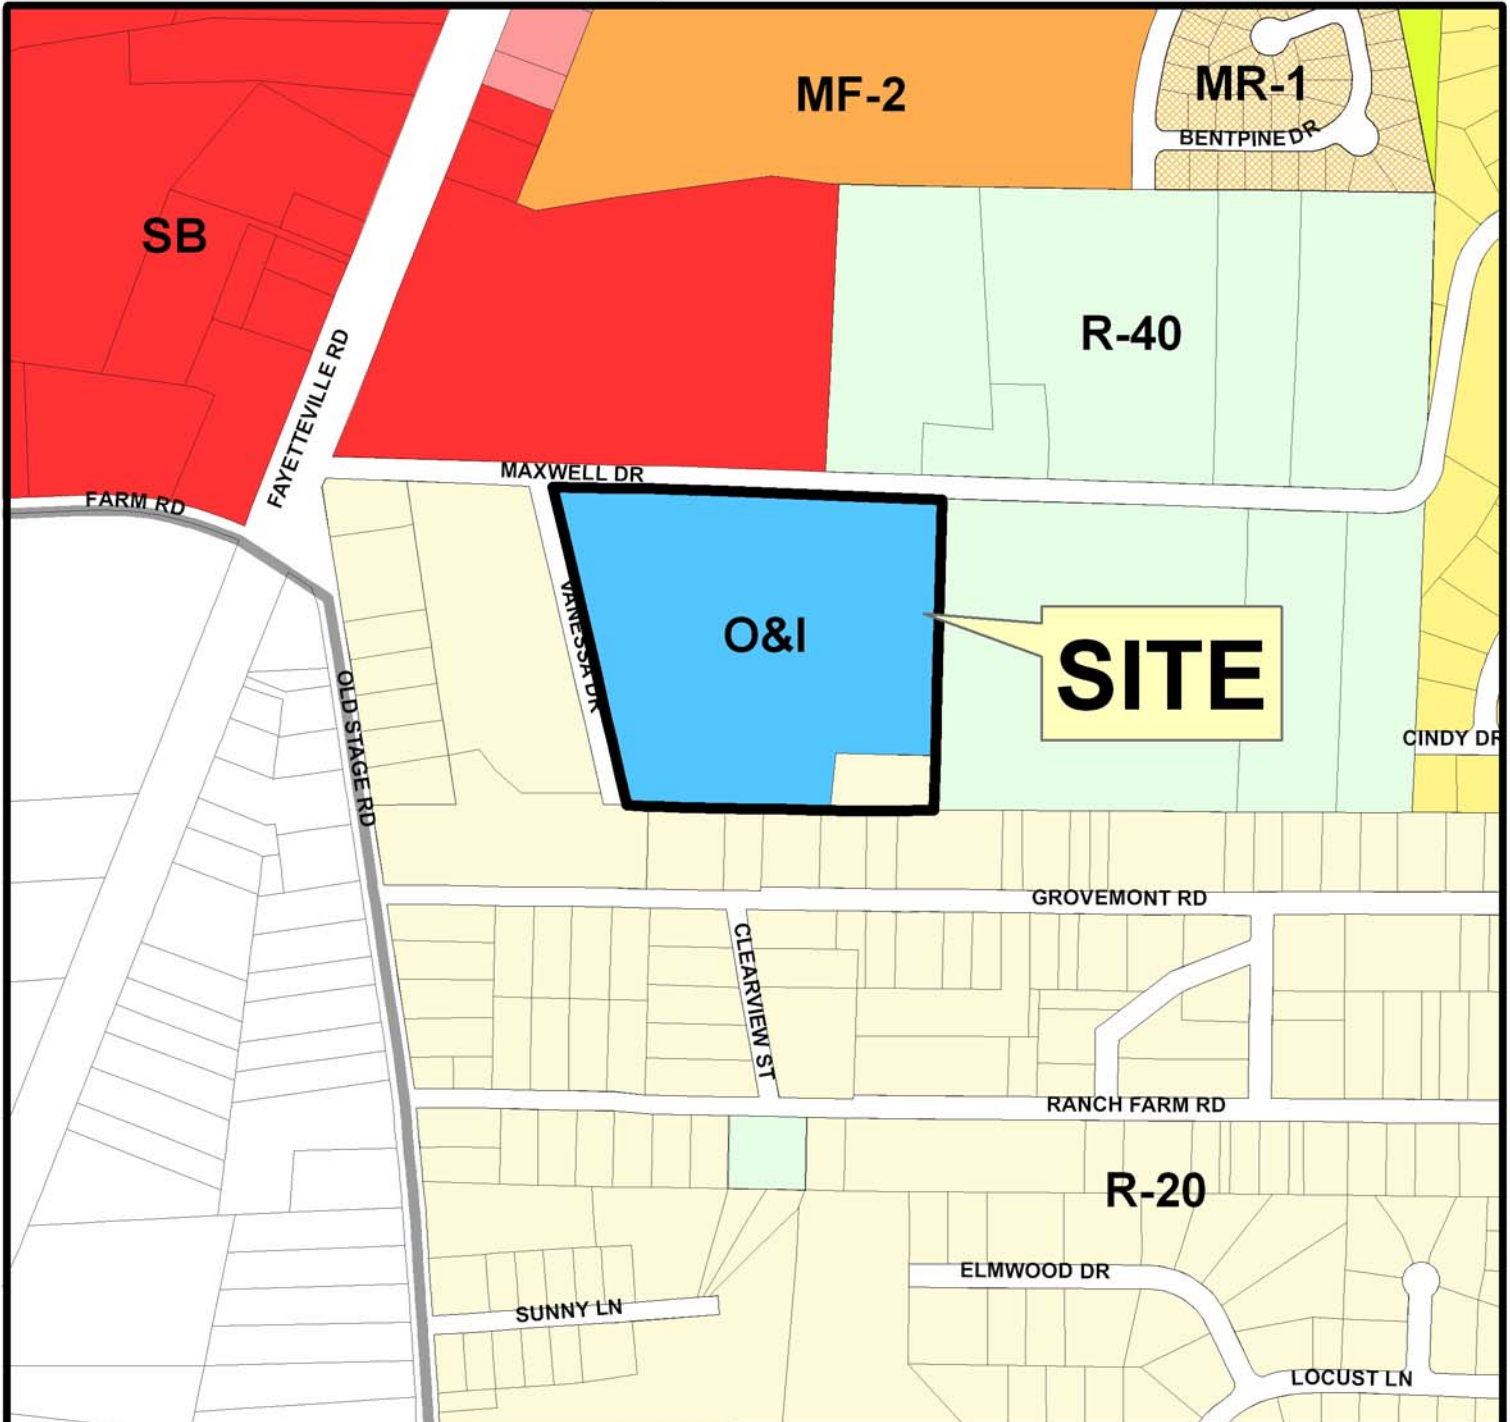 MF-2
MR-1
BENTPINE DR
SB
R-40
FAYETTEVILLE RD
MAXWELL DR
FARM RD
VANESSA DR
O&I
SITE
OLD STAGE RD
CINDY DR
GROVEMONT RD
CLEARVIEW ST
RANCH FARM RD
R-20
ELMWOOD DR
SUNNY LN
LOCUST LN